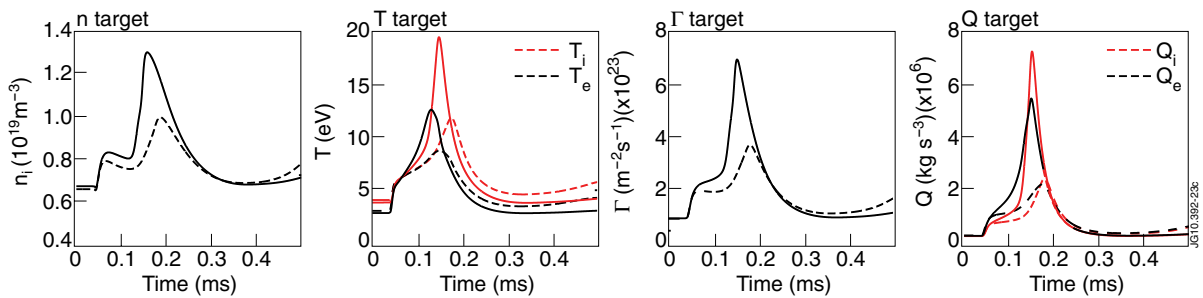 n target
1.4
1.2
1.0
0.8
0.6
0.4
n_i (10^19 m^-3)
0 0.1 0.2 0.3 0.4
Time (ms)
T target
20
15
10
5
0
T (eV)
T_i
T_e
0 0.1 0.2 0.3 0.4
Time (ms)
Γ target
8
6
4
2
0
Γ (m^-2 s^-1)(x10^23)
0 0.1 0.2 0.3 0.4
Time (ms)
Q target
8
6
4
2
0
Q (kg s^-3)(x10^6)
Q_i
Q_e
0 0.1 0.2 0.3 0.4
Time (ms)
JG10.392-23c